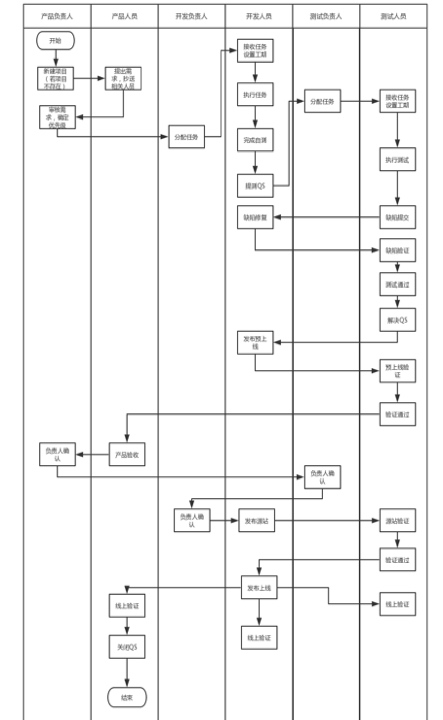 产品负责人
产品人员
开发负责人
开发人员
测试负责人
测试人员
开始
新建项目
（若项目
不存在）
提出需
求，抄送
相关人员
审核需
求，确定
优先级
分配任务
接收任务
设置工期
执行任务
完成自测
提测QS
分配任务
接收任务
设置工期
执行测试
缺陷提交
缺陷修复
缺陷验证
测试通过
解决QS
发布预上
线
预上线验
证
验证通过
产品验收
负责人确
认
负责人确
认
负责人确
认
发布源站
源站验证
验证通过
发布上线
线上验证
线上验证
线上验证
关闭QS
结束